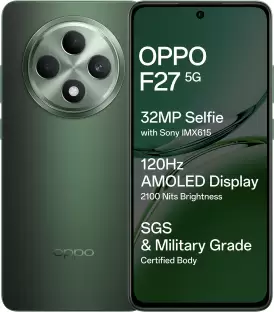 OPPO
F27 5G
32MP Selfie
with Sony IMX615
120Hz
AMOLED Display
2100 Nits Brightness
SGS
& Military Grade
Certified Body
oppo